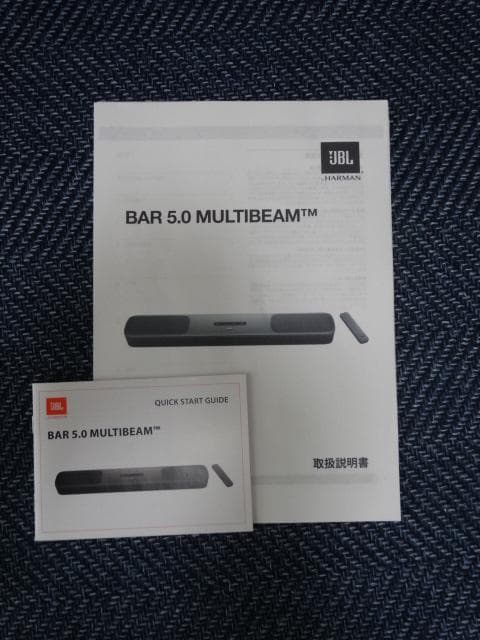 JBL
by HARMAN
BAR 5.0 MULTIBEAM™
取扱説明書
JBL
QUICK START GUIDE
BAR 5.0 MULTIBEAM™